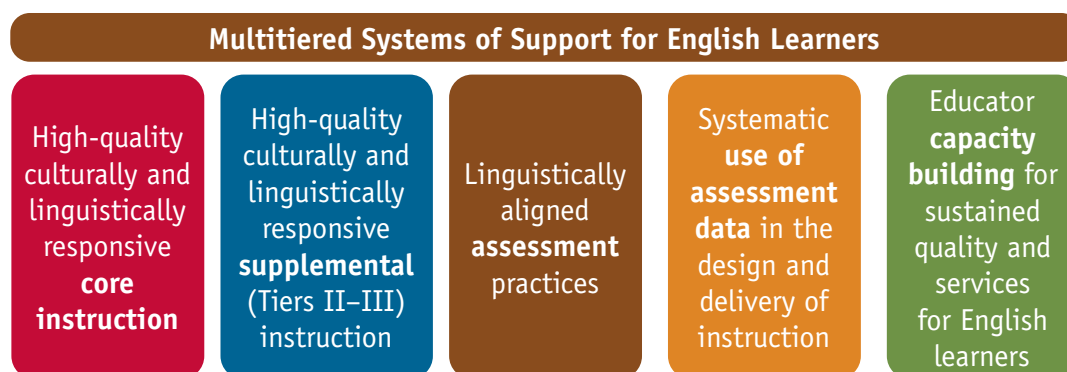 Multitiered Systems of Support for English Learners
High-quality
culturally and
linguistically
responsive
core
instruction
High-quality
culturally and
linguistically
responsive
supplemental
(Tiers II–III)
instruction
Linguistically
aligned
assessment
practices
Systematic
use of
assessment
data in the
design and
delivery of
instruction
Educator
capacity
building for
sustained
quality and
services
for English
learners